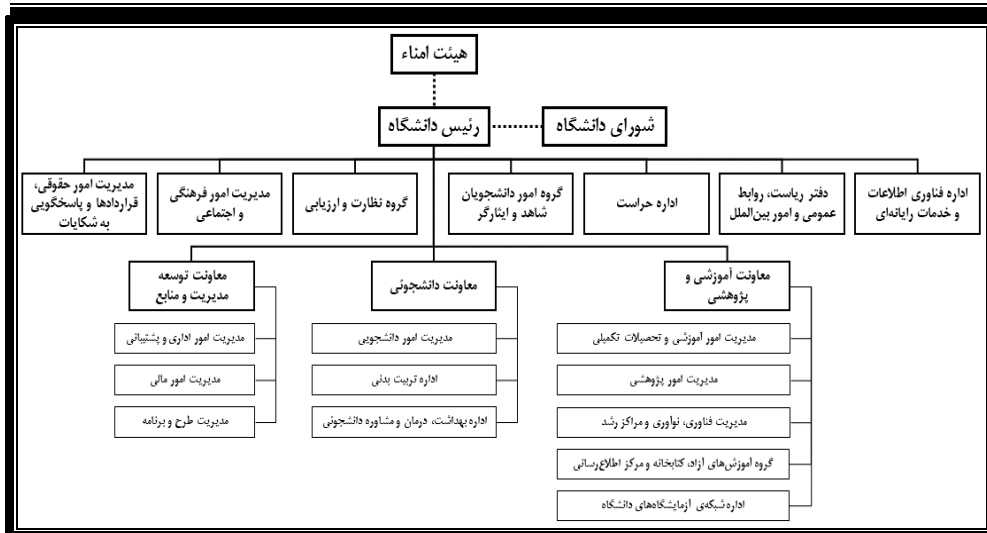 هیئت امناء
رئیس دانشگاه
شورای دانشگاه
اداره فناوری اطلاعات
و خدمات رایانه‌ای
دفتر ریاست، روابط
عمومی و امور بین‌الملل
اداره حراست
گروه امور دانشجویان
شاهد و ایثارگر
گروه نظارت و ارزیابی
مدیریت امور فرهنگی
و اجتماعی
مدیریت امور حقوقی،
قراردادها و پاسخگویی
به شکایات
معاونت آموزشی و
پژوهشی
مدیریت امور آموزشی و تحصیلات تکمیلی
مدیریت امور پژوهشی
مدیریت فناوری، نوآوری و مراکز رشد
گروه آموزش‌های آزاد، کتابخانه و مرکز اطلاع‌رسانی
اداره شبکه‌ی آزمایشگاه‌های دانشگاه
معاونت دانشجوئی
مدیریت امور دانشجویی
اداره تربیت بدنی
اداره بهداشت، درمان و مشاوره دانشجوئی
معاونت توسعه
مدیریت و منابع
مدیریت امور اداری و پشتیبانی
مدیریت امور مالی
مدیریت طرح و برنامه